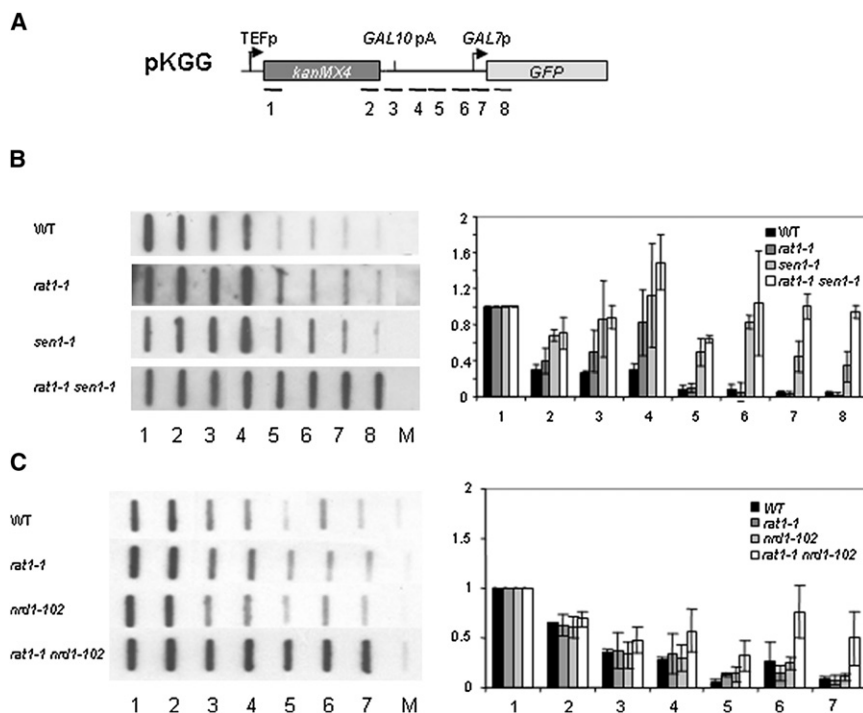 A
pKGG
TEFp
GAL10 pA
GAL7p
kanMX4
GFP
1 2 3 4 5 6 7 8
B
WT
rat1-1
sen1-1
rat1-1 sen1-1
1 2 3 4 5 6 7 8 M
2
1.6
1.2
0.8
0.4
0
WT
rat1-1
sen1-1
rat1-1 sen1-1
1 2 3 4 5 6 7 8
C
WT
rat1-1
nrd1-102
rat1-1 nrd1-102
1 2 3 4 5 6 7 M
2
1.5
1
0.5
0
WT
rat1-1
nrd1-102
rat1-1 nrd1-102
1 2 3 4 5 6 7